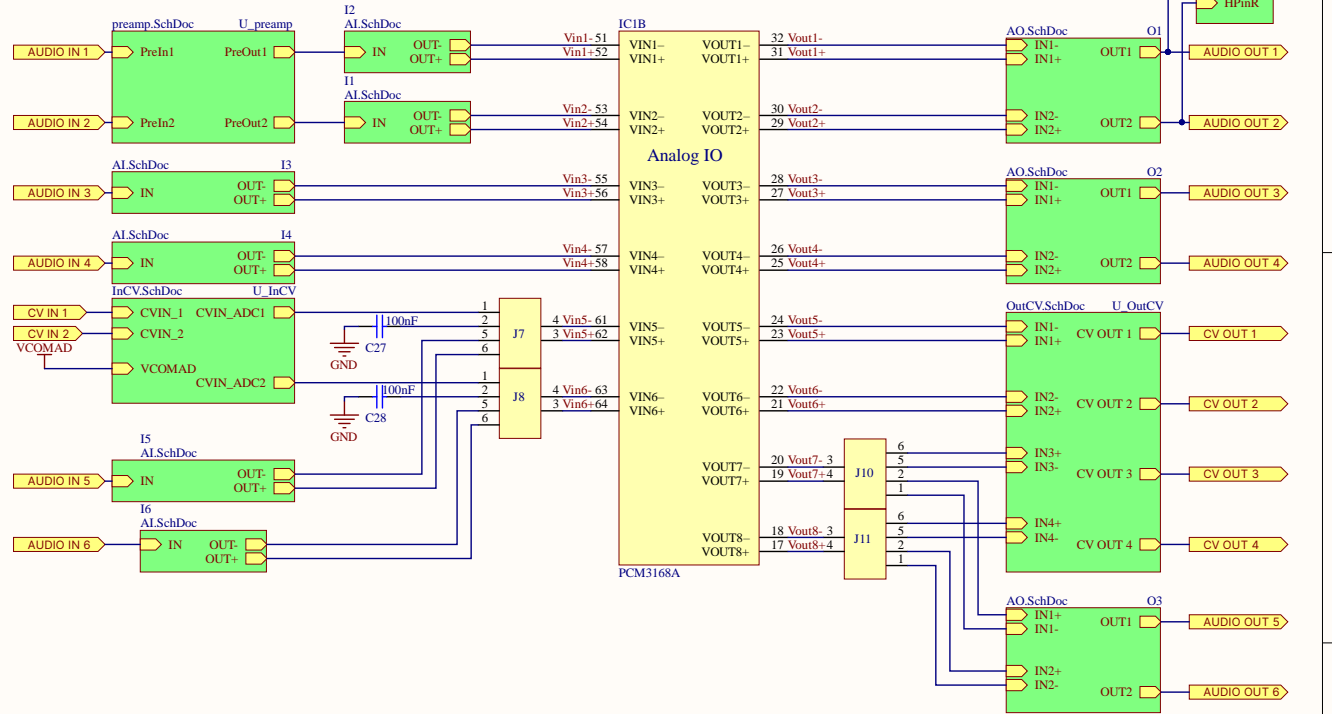 HPinR
I2
preamp.SchDoc U_preamp AI.SchDoc IC1B AO.SchDoc O1
AUDIO IN 1 PreIn1 PreOut1 IN OUT- Vin1- 51 VIN1– VOUT1– 32 Vout1- IN1- OUT1 AUDIO OUT 1
OUT+ Vin1+ 52 VIN1+ VOUT1+ 31 Vout1+ IN1+
I1
AI.SchDoc
AUDIO IN 2 PreIn2 PreOut2 IN OUT- Vin2- 53 VIN2– VOUT2– 30 Vout2- IN2- OUT2 AUDIO OUT 2
OUT+ Vin2+ 54 VIN2+ VOUT2+ 29 Vout2+ IN2+
Analog IO
AI.SchDoc I3 AO.SchDoc O2
AUDIO IN 3 IN OUT- Vin3- 55 VIN3– VOUT3– 28 Vout3- IN1- OUT1 AUDIO OUT 3
OUT+ Vin3+ 56 VIN3+ VOUT3+ 27 Vout3+ IN1+
AI.SchDoc I4
AUDIO IN 4 IN OUT- Vin4- 57 VIN4– VOUT4– 26 Vout4- IN2- OUT2 AUDIO OUT 4
OUT+ Vin4+ 58 VIN4+ VOUT4+ 25 Vout4+ IN2+
InCV.SchDoc U_InCV OutCV.SchDoc U_OutCV
CV IN 1 CVIN_1 CVIN_ADC1 1
CV IN 2 CVIN_2 100nF 2 J7 4 Vin5- 61 VIN5– VOUT5– 24 Vout5- IN1- CV OUT 1 CV OUT 1
C27 5 3 Vin5+ 62 VIN5+ VOUT5+ 23 Vout5+ IN1+
VCOMAD GND 6
VCOMAD
CVIN_ADC2 1
100nF 2 J8 4 Vin6- 63 VIN6– VOUT6– 22 Vout6- IN2- CV OUT 2 CV OUT 2
C28 5 3 Vin6+ 64 VIN6+ VOUT6+ 21 Vout6+ IN2+
GND 6
I5
AI.SchDoc 6 IN3+
AUDIO IN 5 IN OUT- VOUT7– 20 Vout7- 3 J10 5 IN3- CV OUT 3 CV OUT 3
OUT+ VOUT7+ 19 Vout7+ 4 2
1
I6
AI.SchDoc 6 IN4+
AUDIO IN 6 IN OUT- VOUT8– 18 Vout8- 3 J11 5 IN4- CV OUT 4 CV OUT 4
OUT+ VOUT8+ 17 Vout8+ 4 2
1
PCM3168A
AO.SchDoc O3
IN1+ OUT1 AUDIO OUT 5
IN1-
IN2+
IN2- OUT2 AUDIO OUT 6